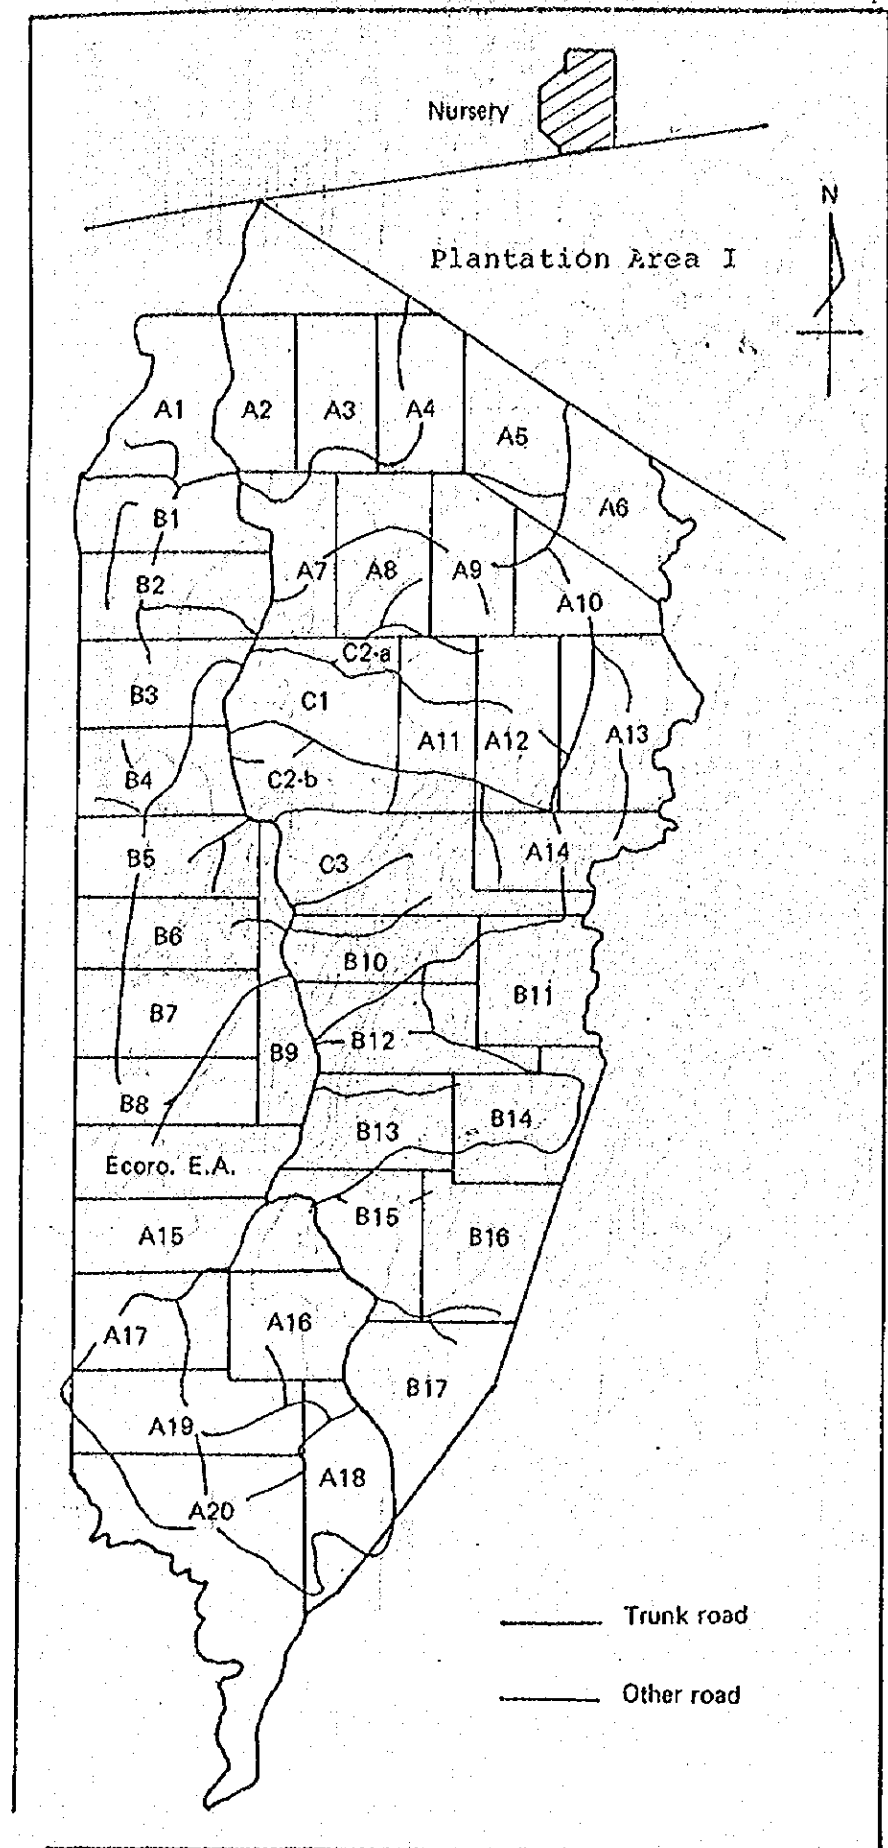 Nursery
N
Plantation Area I
A1
A2
A3
A4
A5
A6
B1
A7
A8
A9
A10
B2
C2-a
B3
C1
A11
A12
A13
B4
C2-b
B5
C3
A14
B6
B10
B7
B11
B9
B12
B8
B13
B14
Ecoro. E.A.
A15
B15
B16
A17
A16
B17
A19
A18
A20
Trunk road
Other road